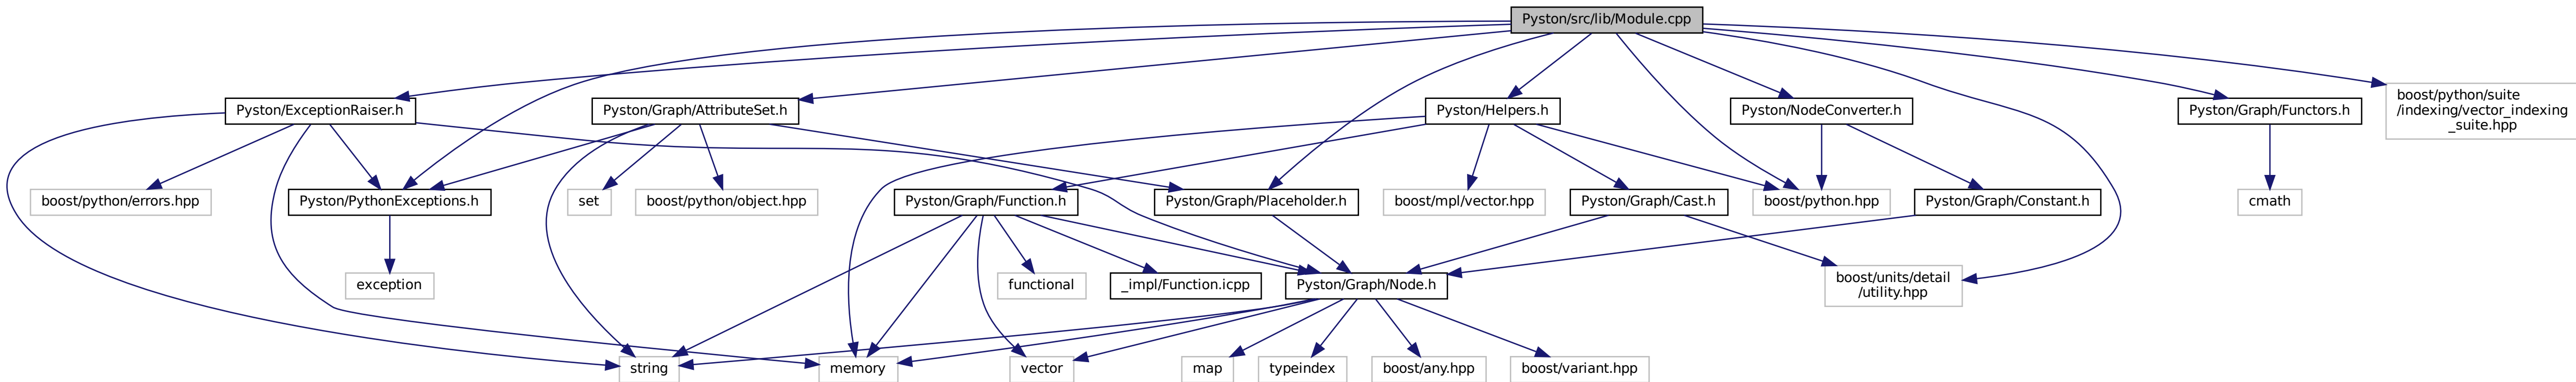 Pyston/src/lib/Module.cpp
Pyston/ExceptionRaiser.h
Pyston/Graph/AttributeSet.h
Pyston/Helpers.h
Pyston/NodeConverter.h
Pyston/Graph/Functors.h
boost/python/suite
/indexing/vector_indexing
_suite.hpp
boost/python/errors.hpp
Pyston/PythonExceptions.h
set
boost/python/object.hpp
Pyston/Graph/Function.h
Pyston/Graph/Placeholder.h
boost/mpl/vector.hpp
Pyston/Graph/Cast.h
boost/python.hpp
Pyston/Graph/Constant.h
cmath
exception
functional
_impl/Function.icpp
Pyston/Graph/Node.h
boost/units/detail
/utility.hpp
string
memory
vector
map
typeindex
boost/any.hpp
boost/variant.hpp